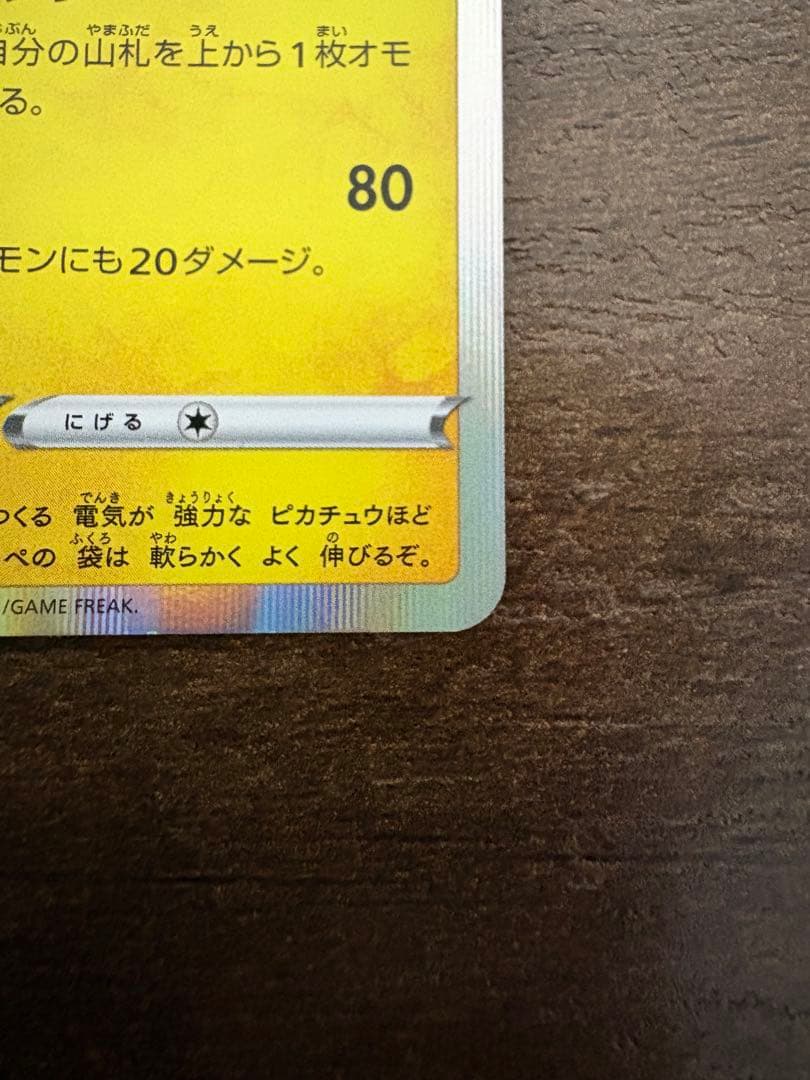 自分の山札を上から1枚オモ
る。
80
モンにも20ダメージ。
にげる
つくる 電気が 強力な ピカチュウほど
ペの 袋は 軟らかく よく 伸びるぞ。
/GAME FREAK.